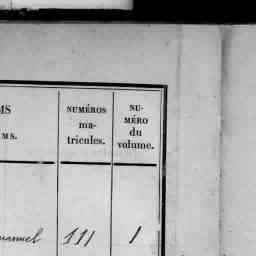 MS
MS.
NUMÉROS
ma-
tricules.
NU-
MÉRO
du
volume.
111 1